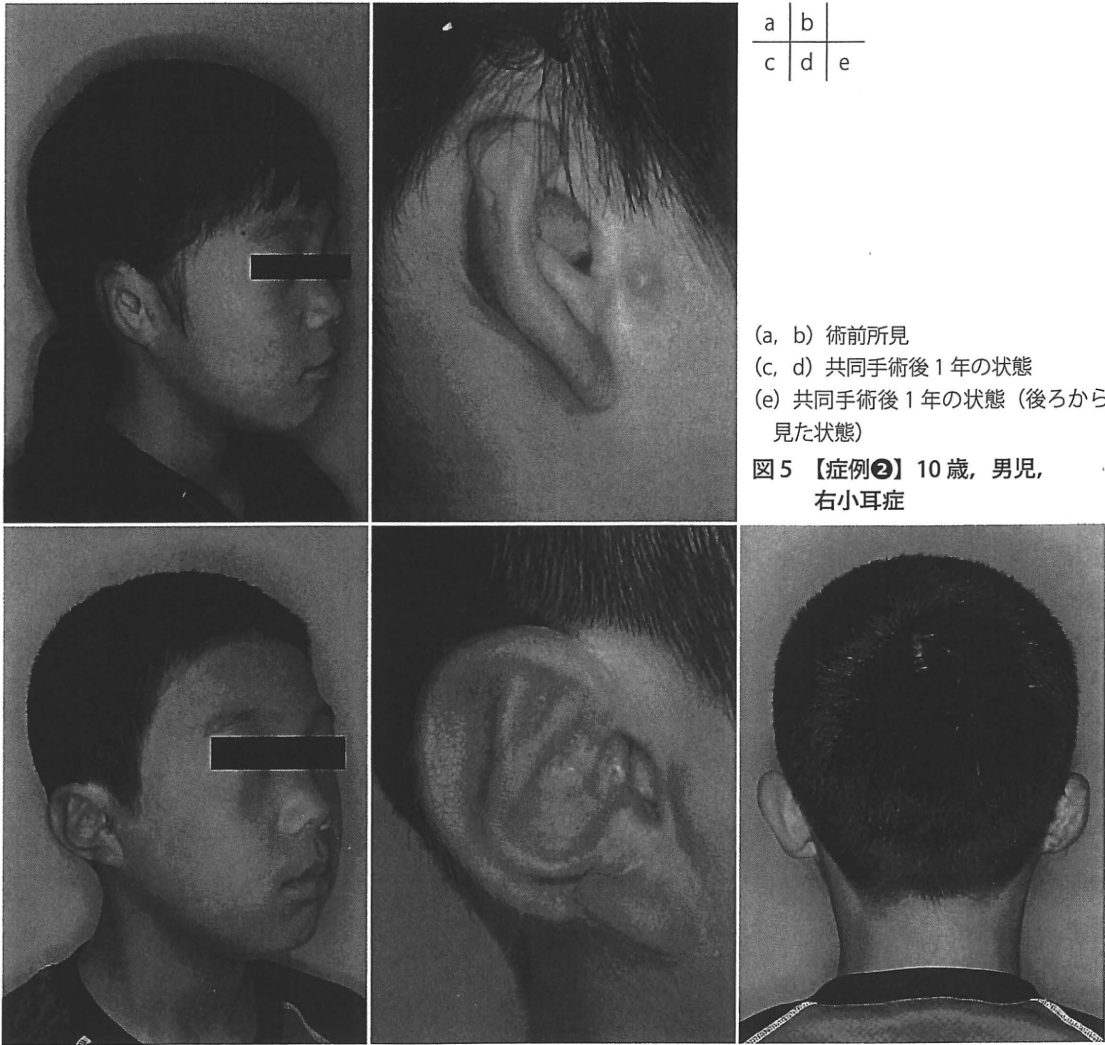 a b
c d e
(a, b) 術前所見
(c, d) 共同手術後 1 年の状態
(e) 共同手術後 1 年の状態（後ろから
見た状態）
図 5 【症例❷】 10 歳，男児，
右小耳症